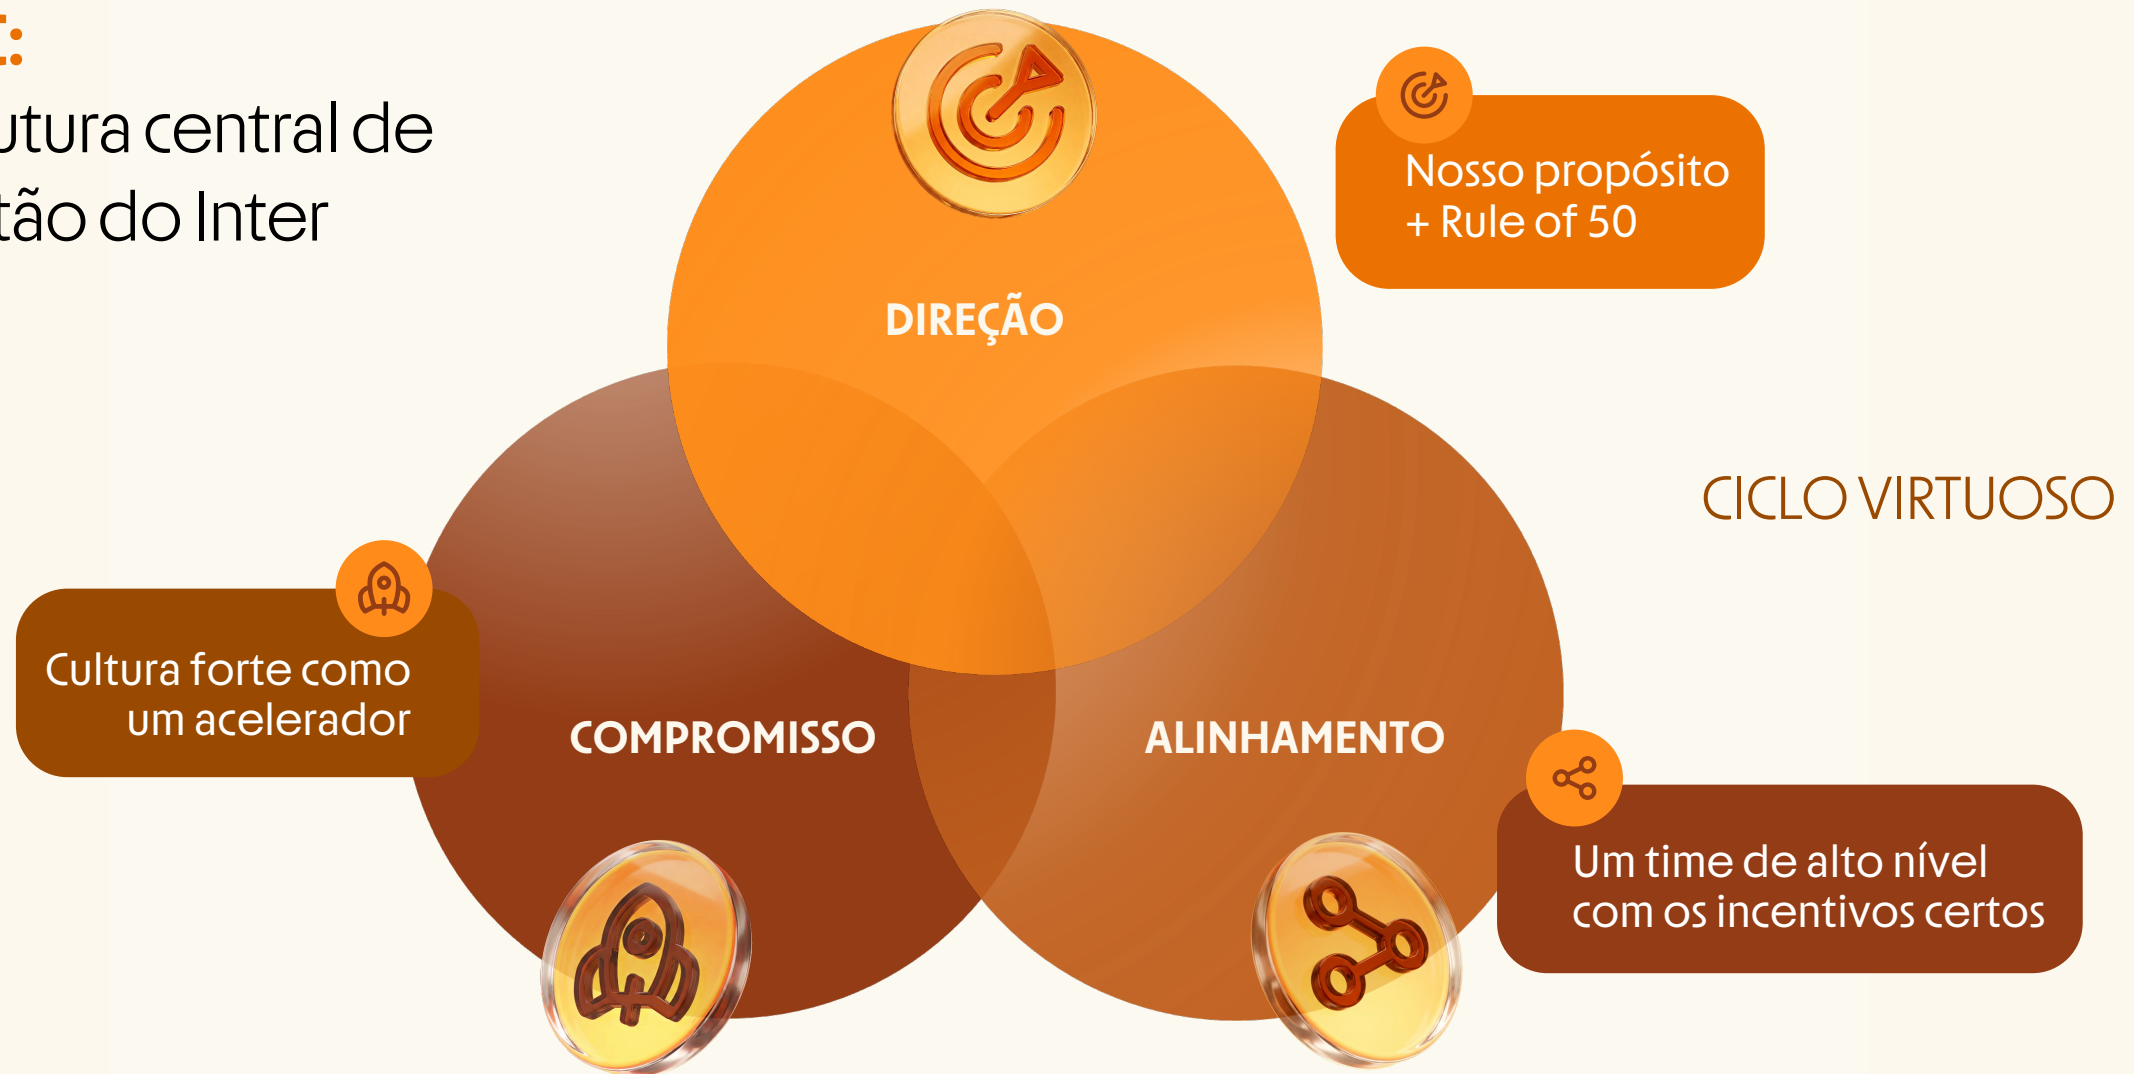 utura central de
tão do Inter
DIREÇÃO
Nosso propósito
+ Rule of 50
CICLO VIRTUOSO
Cultura forte como
um acelerador
COMPROMISSO
ALINHAMENTO
Um time de alto nível
com os incentivos certos